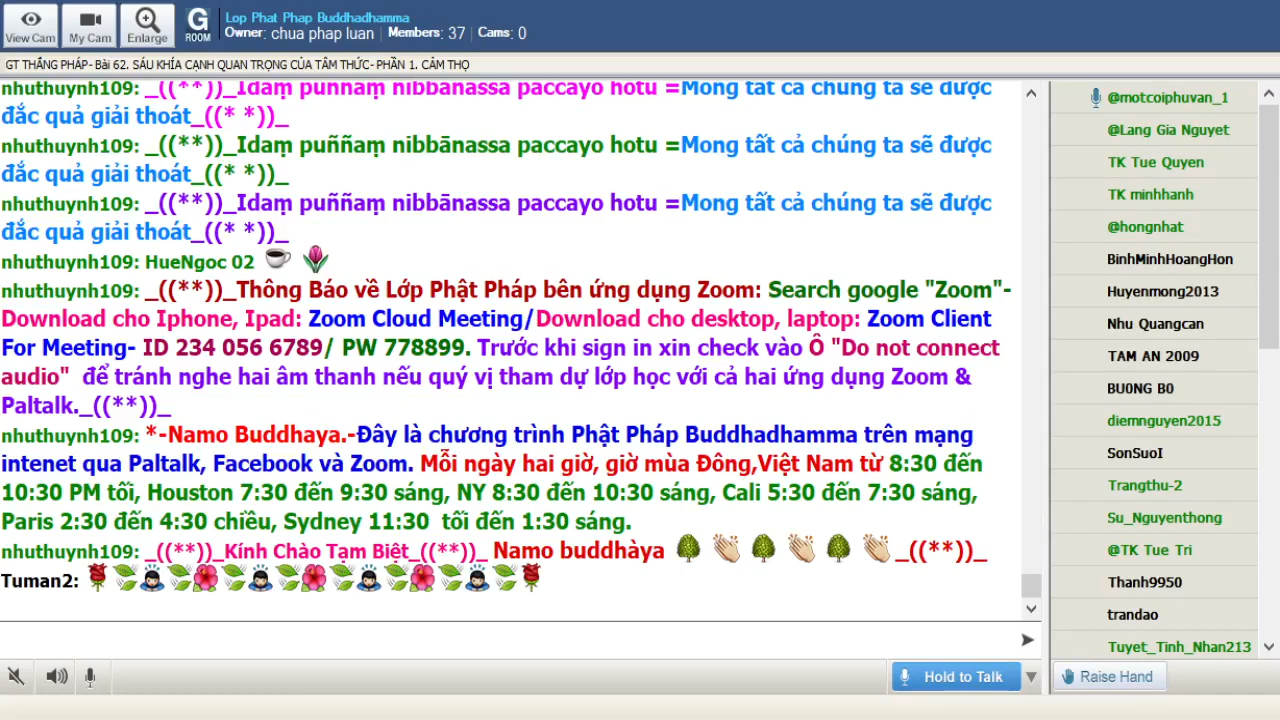 View Cam
My Cam
Enlarge
G
ROOM
Lop Phat Phap Buddhadhamma
Owner: chua phap luan | Members: 37 | Cams: 0
GT THẮNG PHÁP- Bài 62. SÁU KHÍA CẠNH QUAN TRỌNG CỦA TÂM THỨC- PHẦN 1. CẢM THỌ
nhuthuynh109: _((**))_Idaṃ puññaṃ nibbānassa paccayo hotu =Mong tất cả chúng ta sẽ được
đắc quả giải thoát_((* *))_
nhuthuynh109: _((**))_Idaṃ puññaṃ nibbānassa paccayo hotu =Mong tất cả chúng ta sẽ được
đắc quả giải thoát_((* *))_
nhuthuynh109: _((**))_Idaṃ puññaṃ nibbānassa paccayo hotu =Mong tất cả chúng ta sẽ được
đắc quả giải thoát_((* *))_
nhuthuynh109: HueNgoc 02
nhuthuynh109: _((**))_Thông Báo về Lớp Phật Pháp bên ứng dụng Zoom: Search google "Zoom"-
Download cho Iphone, Ipad: Zoom Cloud Meeting/Download cho desktop, laptop: Zoom Client
For Meeting- ID 234 056 6789/ PW 778899. Trước khi sign in xin check vào Ô "Do not connect
audio" để tránh nghe hai âm thanh nếu quý vị tham dự lớp học với cả hai ứng dụng Zoom &
Paltalk._((**))_
nhuthuynh109: *-Namo Buddhaya.-Đây là chương trình Phật Pháp Buddhadhamma trên mạng
intenet qua Paltalk, Facebook và Zoom. Mỗi ngày hai giờ, giờ mùa Đông,Việt Nam từ 8:30 đến
10:30 PM tối, Houston 7:30 đến 9:30 sáng, NY 8:30 đến 10:30 sáng, Cali 5:30 đến 7:30 sáng,
Paris 2:30 đến 4:30 chiều, Sydney 11:30 tối đến 1:30 sáng.
nhuthuynh109: _((**))_Kính Chào Tạm Biệt_((**))_ Namo buddhàya _((**))_
Tuman2:
@motcoiphuvan_1
@Lang Gia Nguyet
TK Tue Quyen
TK minhhanh
@hongnhat
BinhMinhHoangHon
Huyenmong2013
Nhu Quangcan
TAM AN 2009
BU0NG B0
diemnguyen2015
SonSuoI
Trangthu-2
Su_Nguyenthong
@TK Tue Tri
Thanh9950
trandao
Tuyet_Tinh_Nhan213
Hold to Talk
Raise Hand